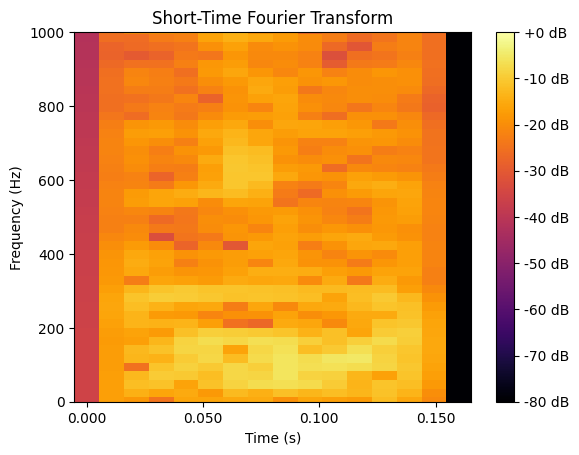 Short-Time Fourier Transform
1000
800
600
400
200
0
Frequency (Hz)
0.000
0.050
0.100
0.150
Time (s)
+0 dB
-10 dB
-20 dB
-30 dB
-40 dB
-50 dB
-60 dB
-70 dB
-80 dB